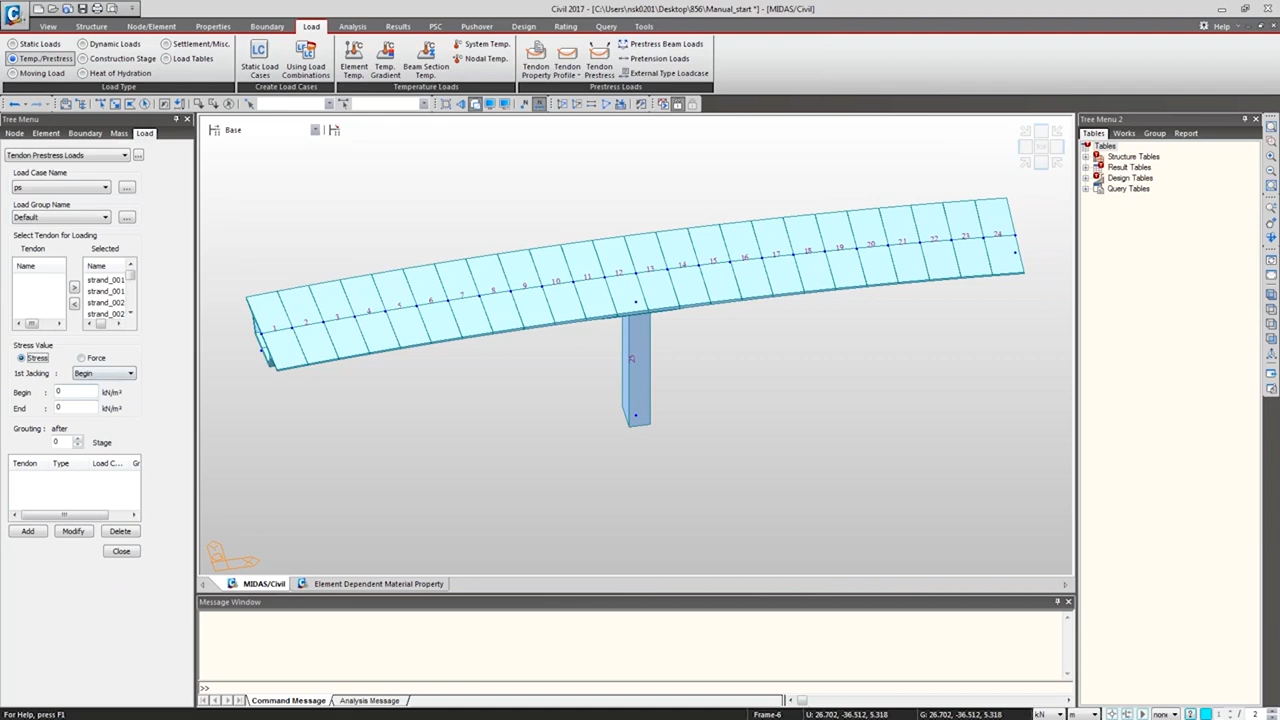 Civil 2017 - [C:\Users\nsk0201\Desktop\856\Manual_start *] - [MIDAS/Civil]
View Structure Node/Element Properties Boundary Load Analysis Results PSC Pushover Design Rating Query Tools Help
Static Loads Dynamic Loads Settlement/Misc.
Temp./Prestress Construction Stage Load Tables
Moving Load Heat of Hydration
Load Type
LC
Static Load Cases
Using Load Combinations
Create Load Cases
Element Temp.
Temp. Gradient
Beam Section Temp.
System Temp.
Nodal Temp.
Temperature Loads
Tendon Property
Tendon Profile
Tendon Prestress
Prestress Beam Loads
Pretension Loads
External Type Loadcase
Prestress Loads
Tree Menu
Node Element Boundary Mass Load
Tendon Prestress Loads
Load Case Name
ps
Load Group Name
Default
Select Tendon for Loading
Tendon Selected
Name Name
strand_001
strand_001
strand_002
strand_002
Stress Value
Stress Force
1st Jacking : Begin
Begin : 0 kN/m²
End : 0 kN/m²
Grouting : after
0 Stage
Tendon Type Load C... Gr
Add Modify Delete
Close
Base
TOP
1 2 3 4 5 6 7 8 9 10 11 12 13 14 15 16 17 18 19 20 21 22 23 24
25
MIDAS/Civil Element Dependent Material Property
Message Window
>>
Command Message Analysis Message
Tree Menu 2
Tables Works Group Report
Tables
Structure Tables
Result Tables
Design Tables
Query Tables
For Help, press F1 Frame-6 U: 26.702, -36.512, 5.318 G: 26.702, -36.512, 5.318 kN m none 1 / 2